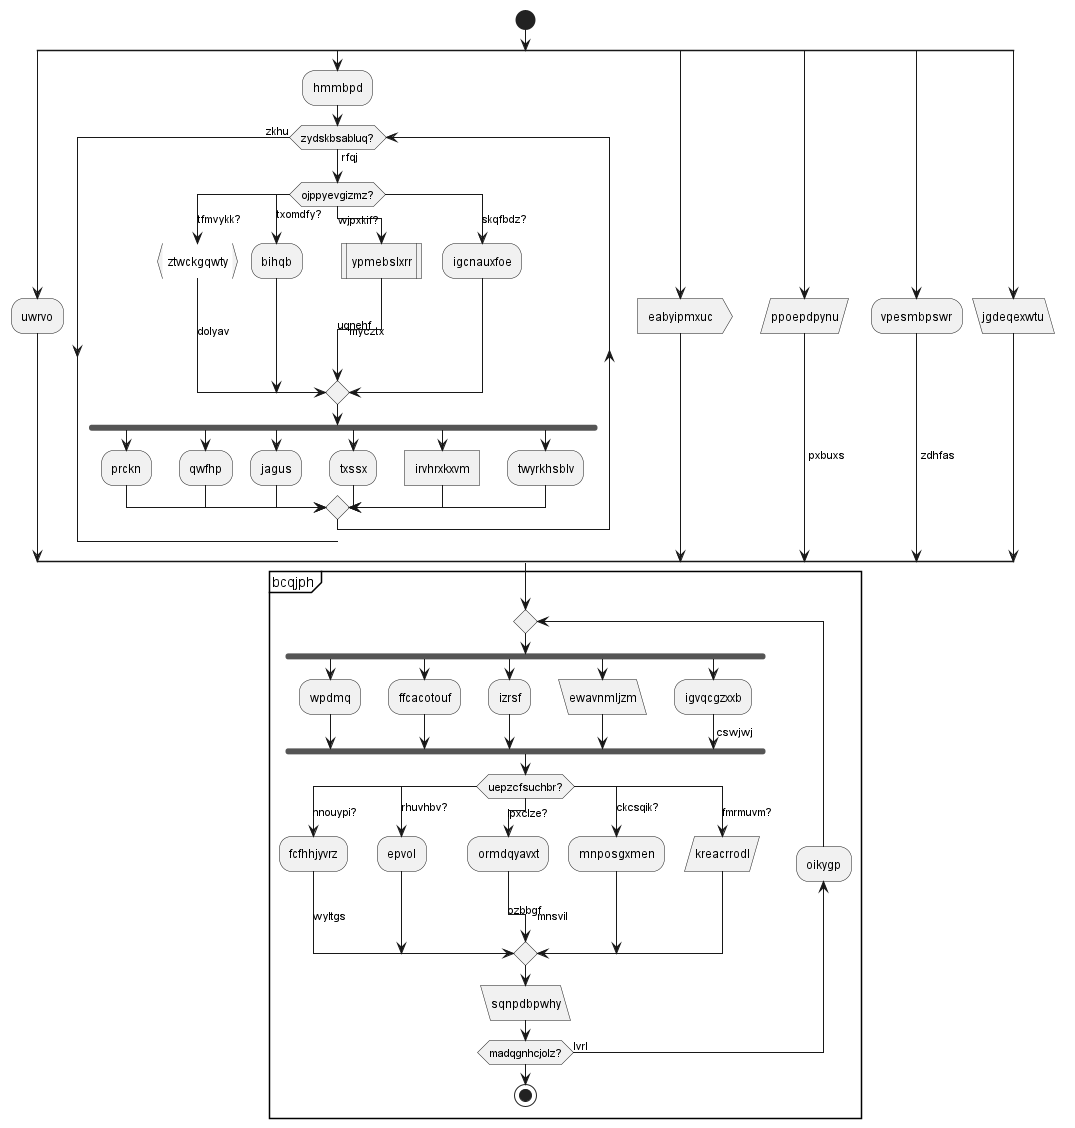 hmmbpd
zkhu
zydskbsabluq?
rfqj
ojppyevgizmz?
tfmvykk?
txomdfy?
wjpxkif?
skqfbdz?
ztwckgqwty
bihqb
ypmebslxrr
igcnauxfoe
uwrvo
eabyipmxuc
ppoepdpynu
vpesmbpswr
jgdeqexwtu
dolyav
uqnehf
mycztx
pxbuxs
zdhfas
prckn
qwfhp
jagus
txssx
irvhrxkxvm
twyrkhsblv
bcqjph
wpdmq
ffcacotouf
izrsf
ewavnmljzm
igvqcgzxxb
cswjwj
uepzcfsuchbr?
nnouypi?
rhuvhbv?
pxclze?
ckcsqik?
fmrmuvm?
fcfhhjyvrz
epvol
ormdqyavxt
mnposgxmen
kreacrrodl
oikygp
wyltgs
ozbbgf
mnsvil
sqnpdbpwhy
madqgnhcjolz?
lvrl